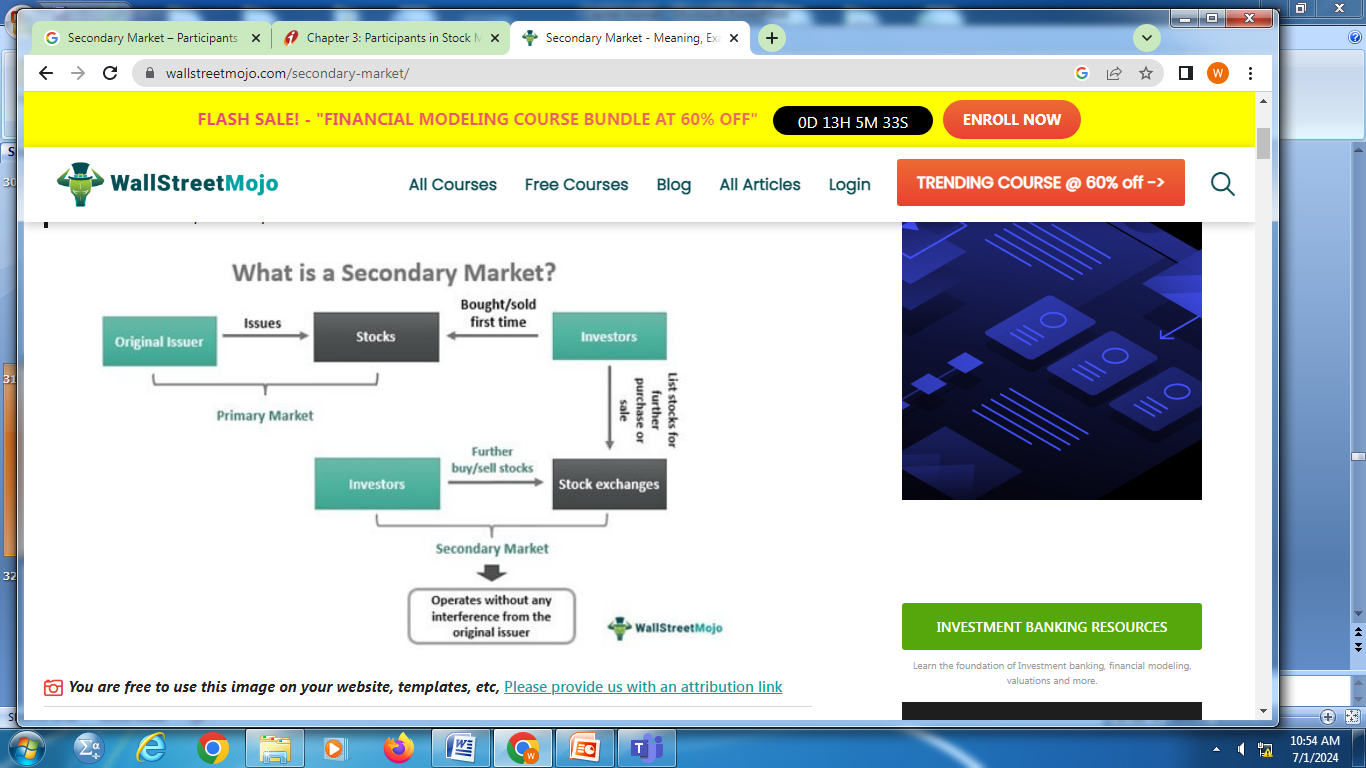 Secondary Market – Participants
Chapter 3: Participants in Stock M
Secondary Market - Meaning, Exa
wallstreetmojo.com/secondary-market/
W
FLASH SALE! - "FINANCIAL MODELING COURSE BUNDLE AT 60% OFF"
0D 13H 5M 33S
ENROLL NOW
WallStreetMojo
All Courses
Free Courses
Blog
All Articles
Login
TRENDING COURSE @ 60% off ->
What is a Secondary Market?
Original Issuer
Issues
Stocks
Bought/sold
first time
Investors
Primary Market
List stocks for
further
purchase or
sale
Investors
Further
buy/sell stocks
Stock exchanges
Secondary Market
Operates without any
interference from the
original issuer
WallStreetMojo
You are free to use this image on your website, templates, etc, Please provide us with an attribution link
INVESTMENT BANKING RESOURCES
Learn the foundation of Investment banking, financial modeling,
valuations and more.
30
31
32
10:54 AM
7/1/2024